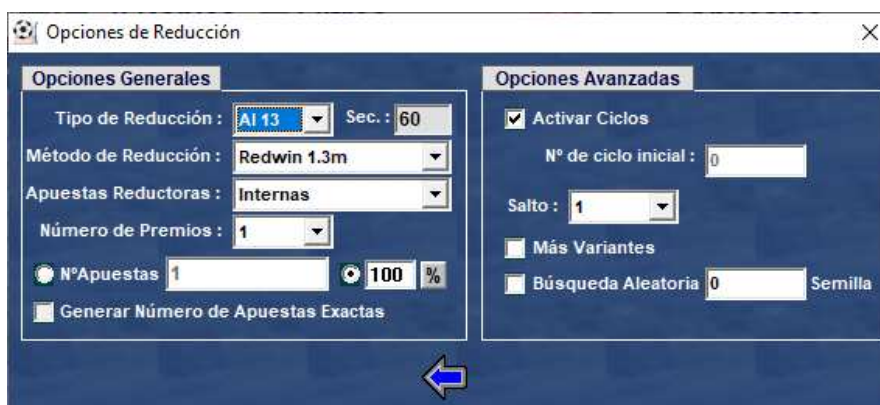 Opciones de Reducción
Opciones Generales
Tipo de Reducción : Al 13 Sec. : 60
Método de Reducción : Redwin 1.3m
Apuestas Reductoras : Internas
Número de Premios : 1
NºApuestas 1 100 %
Generar Número de Apuestas Exactas
Opciones Avanzadas
Activar Ciclos
Nº de ciclo inicial : 0
Salto : 1
Más Variantes
Búsqueda Aleatoria 0 Semilla